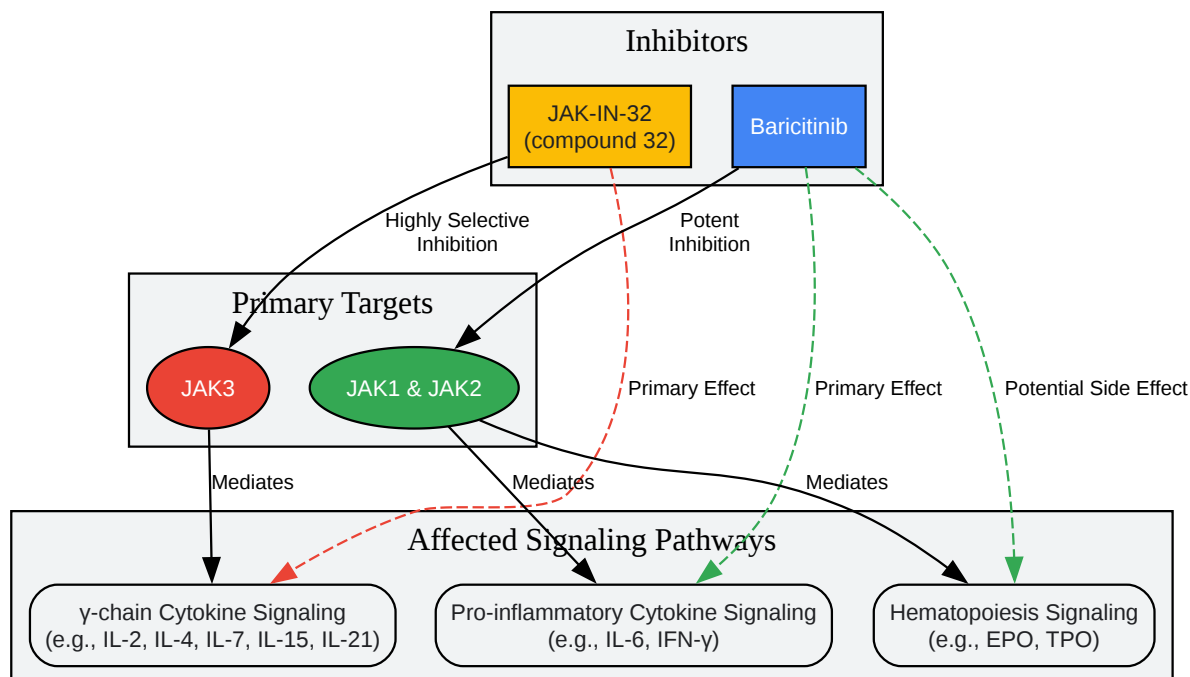 Inhibitors
JAK-IN-32
(compound 32)
Baricitinib
Highly Selective
Inhibition
Potent
Inhibition
Primary Targets
JAK3
JAK1 & JAK2
Primary Effect
Primary Effect
Potential Side Effect
Mediates
Mediates
Mediates
Affected Signaling Pathways
γ-chain Cytokine Signaling
(e.g., IL-2, IL-4, IL-7, IL-15, IL-21)
Pro-inflammatory Cytokine Signaling
(e.g., IL-6, IFN-γ)
Hematopoiesis Signaling
(e.g., EPO, TPO)